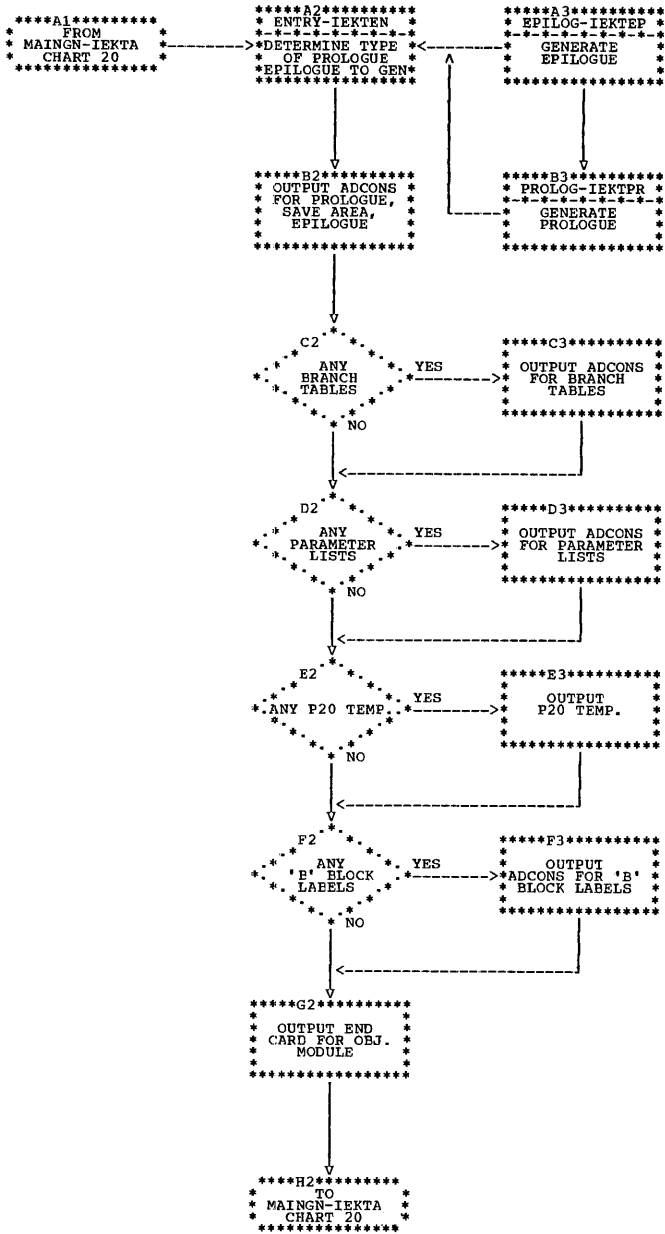 A1
FROM
MAINGN-IEKTA
CHART 20
A2
ENTRY-IEKTEN
DETERMINE TYPE
OF PROLOGUE
EPILOGUE TO GEN
A3
EPILOG-IEKTEP
GENERATE
EPILOGUE
B2
OUTPUT ADCONS
FOR PROLOGUE,
SAVE AREA,
EPILOGUE
B3
PROLOG-IEKTPR
GENERATE
PROLOGUE
C2
ANY
BRANCH
TABLES
YES
NO
C3
OUTPUT ADCONS
FOR BRANCH
TABLES
D2
ANY
PARAMETER
LISTS
YES
NO
D3
OUTPUT ADCONS
FOR PARAMETER
LISTS
E2
ANY P20 TEMP.
YES
NO
E3
OUTPUT
P20 TEMP.
F2
ANY
'B' BLOCK
LABELS
YES
NO
F3
OUTPUT
ADCONS FOR 'B'
BLOCK LABELS
G2
OUTPUT END
CARD FOR OBJ.
MODULE
H2
TO
MAINGN-IEKTA
CHART 20